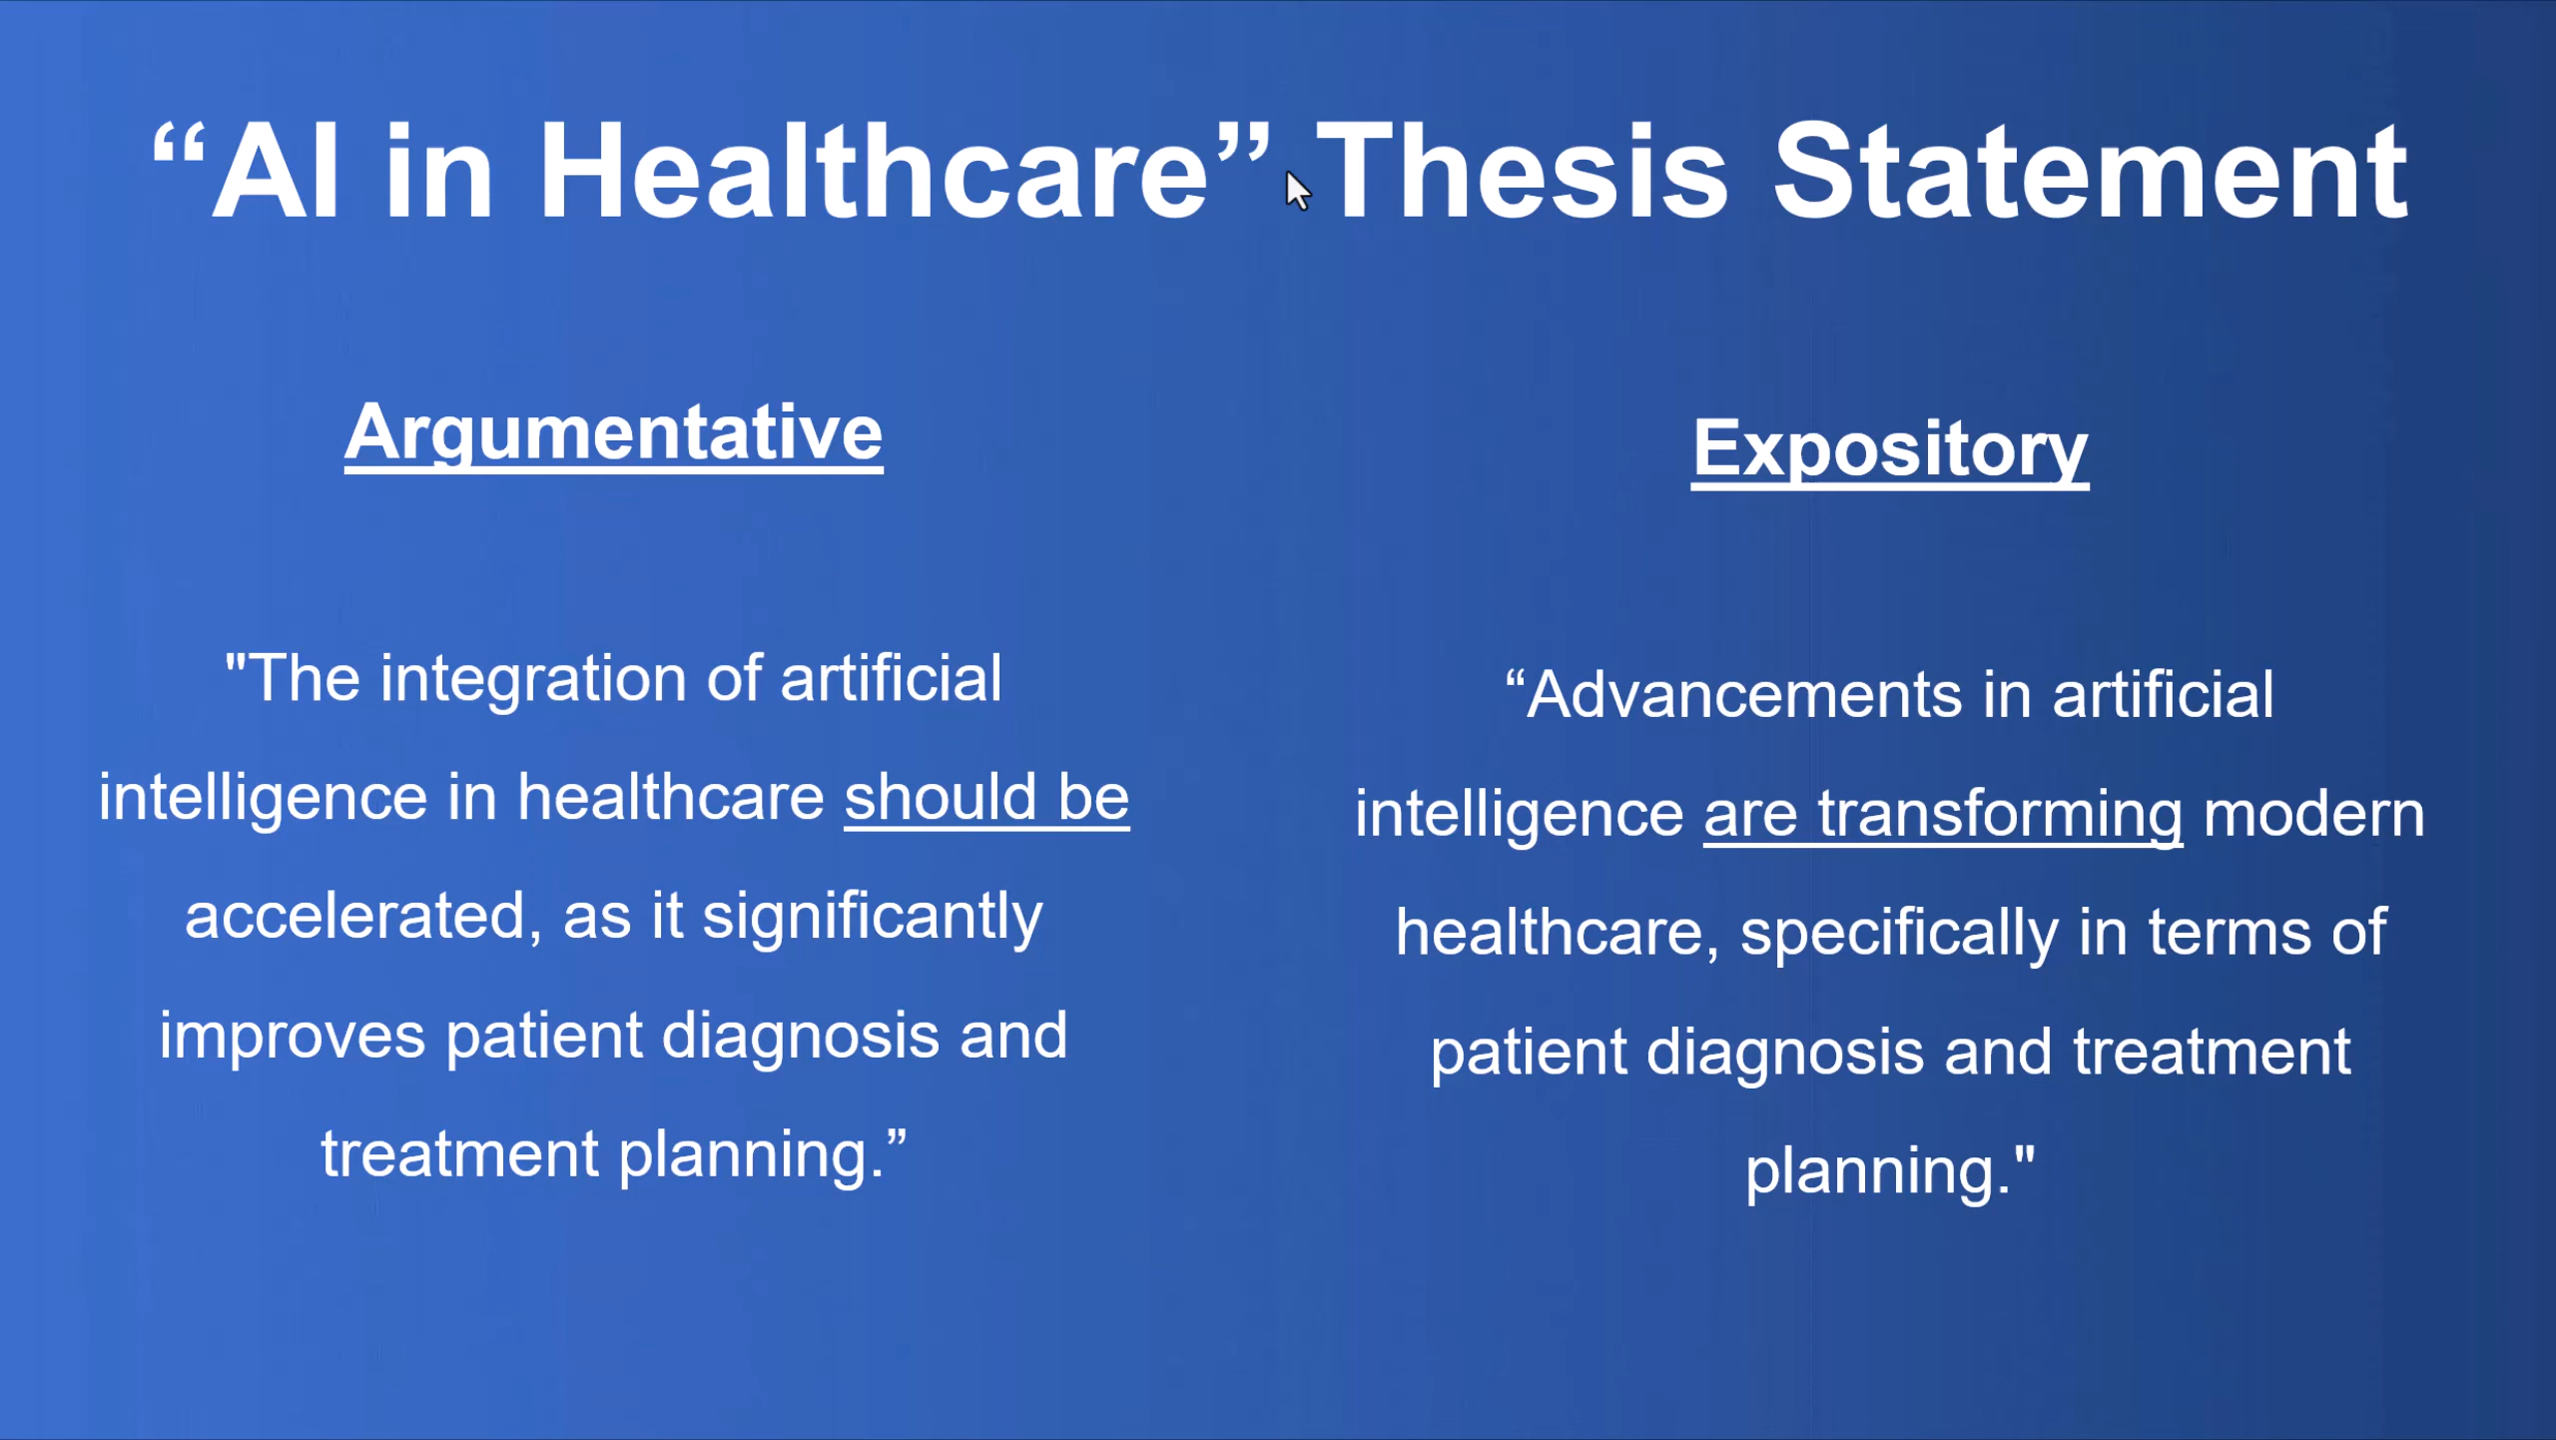 “AI in Healthcare” Thesis Statement
Argumentative
"The integration of artificial
intelligence in healthcare should be
accelerated, as it significantly
improves patient diagnosis and
treatment planning.”
Expository
“Advancements in artificial
intelligence are transforming modern
healthcare, specifically in terms of
patient diagnosis and treatment
planning."